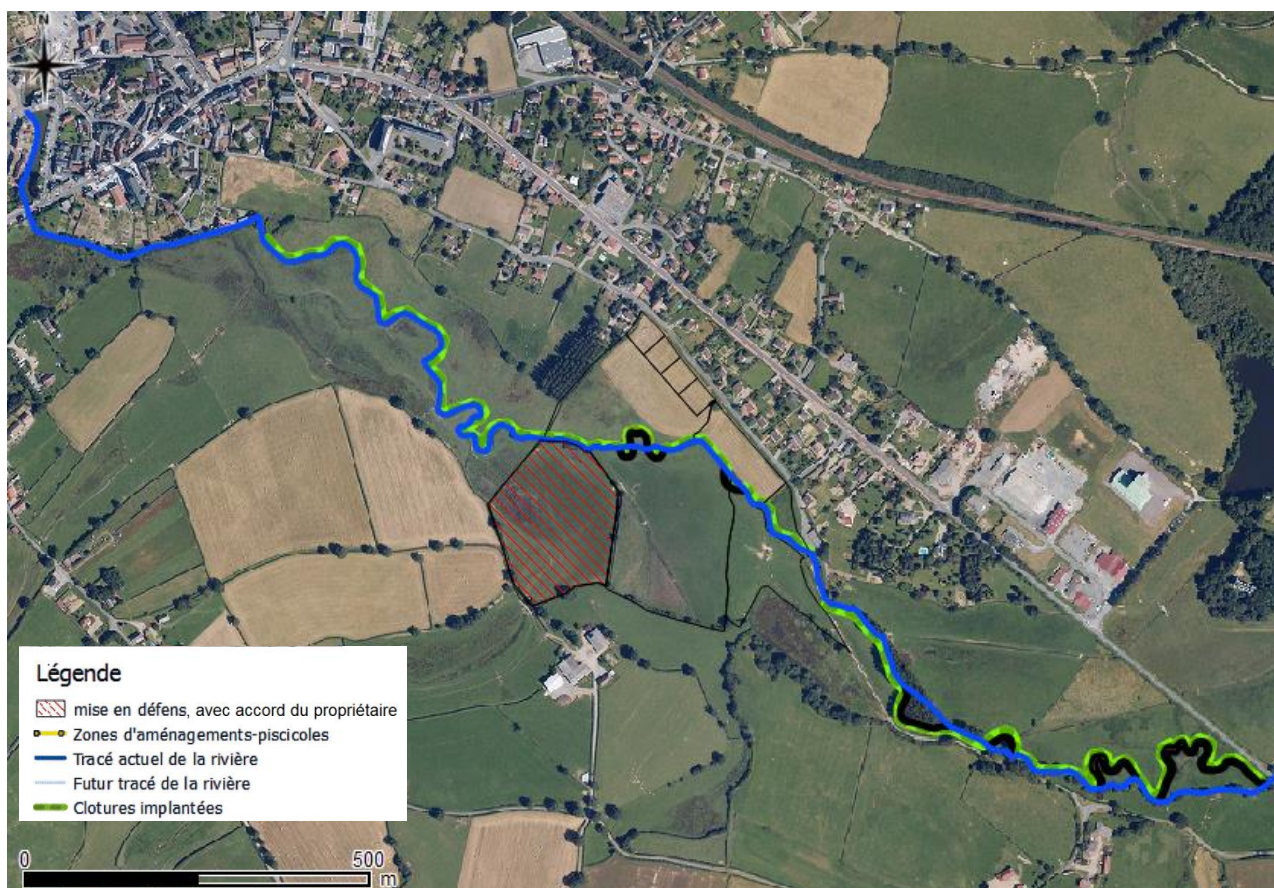 N
Légende
mise en défens, avec accord du propriétaire
Zones d'aménagements-piscicoles
Tracé actuel de la rivière
Futur tracé de la rivière
Clotures implantées
0 500
m